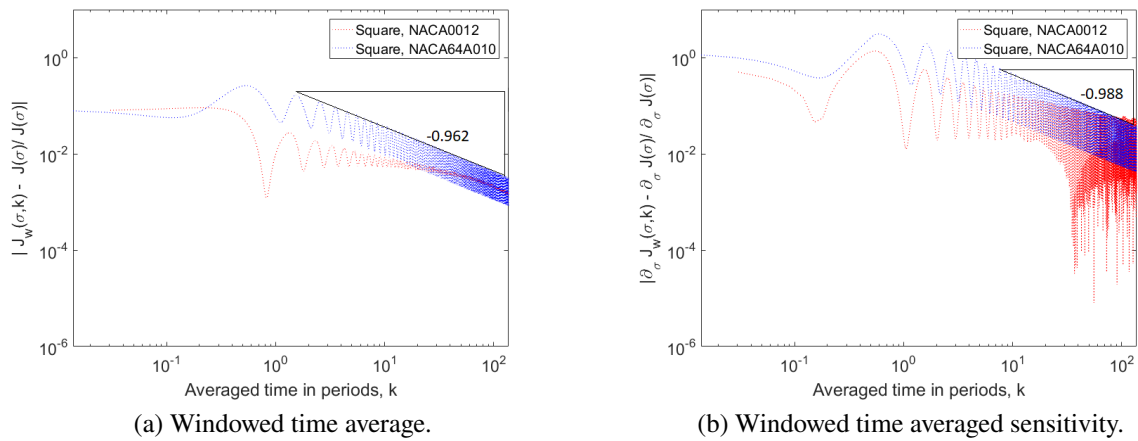 Square, NACA0012
Square, NACA64A010
10^0
10^-2
10^-4
10^-6
-0.962
10^-1
10^0
10^1
10^2
| J_w(σ,k) - J(σ)/ J(σ)|
Averaged time in periods, k
(a) Windowed time average.
Square, NACA0012
Square, NACA64A010
10^0
10^-2
10^-4
10^-6
-0.988
10^-1
10^0
10^1
10^2
|∂_σ J_w(σ,k) - ∂_σ J(σ)/ ∂_σ J(σ)|
Averaged time in periods, k
(b) Windowed time averaged sensitivity.